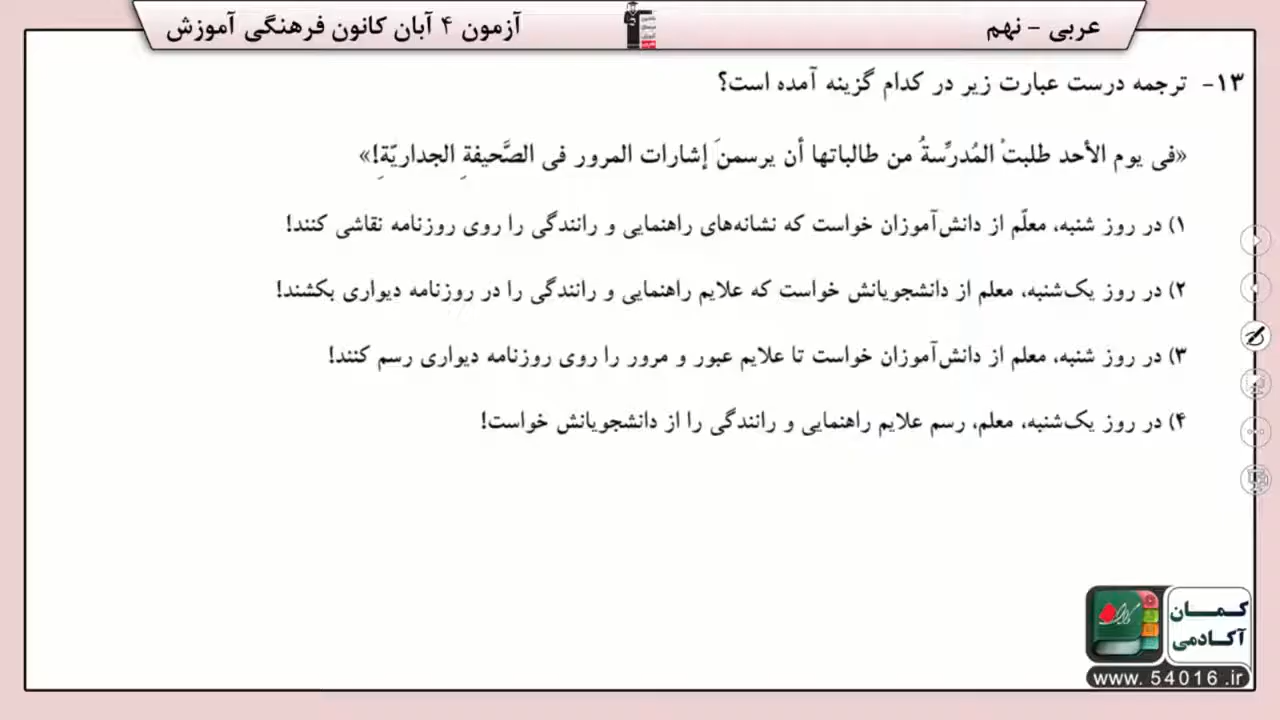 عربی - نهم
آزمون ۴ آبان کانون فرهنگی آموزش
۱۳- ترجمه درست عبارت زیر در کدام گزینه آمده است؟
«فی یوم الأحد طلبتْ المُدرِّسةُ من طالباتها أن یرسمنَ إشارات المرور فی الصَّحیفةِ الجداریّةِ!»
۱) در روز شنبه، معلّم از دانش‌آموزان خواست که نشانه‌های راهنمایی و رانندگی را روی روزنامه نقاشی کنند!
۲) در روز یک‌شنبه، معلم از دانشجویانش خواست که علایم راهنمایی و رانندگی را در روزنامه دیواری بکشند!
۳) در روز شنبه، معلم از دانش‌آموزان خواست تا علایم عبور و مرور را روی روزنامه دیواری رسم کنند!
۴) در روز یک‌شنبه، معلم، رسم علایم راهنمایی و رانندگی را از دانشجویانش خواست!
کمان
آکادمی
www. 54016 .ir